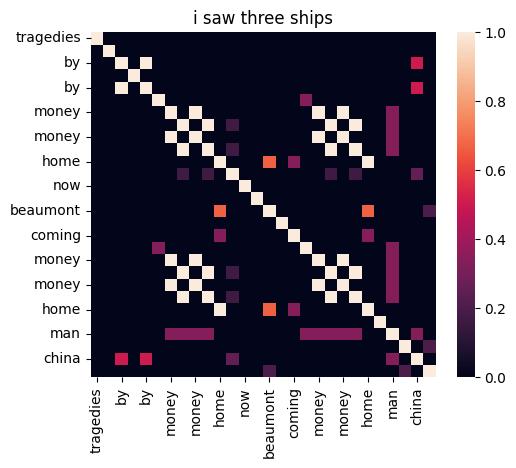 i saw three ships
tragedies
by
by
money
money
home
now
beaumont
coming
money
money
home
man
china
1.0
0.8
0.6
0.4
0.2
0.0
tragedies
by
by
money
money
home
now
beaumont
coming
money
money
home
man
china